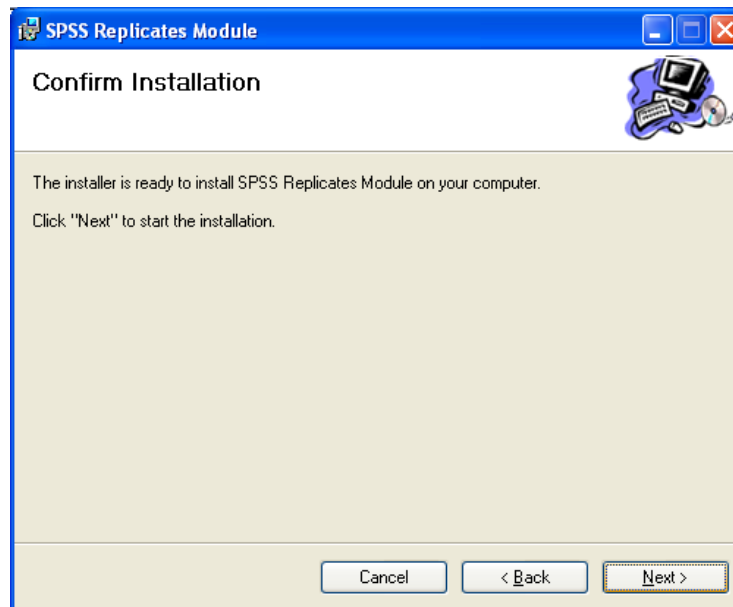 SPSS Replicates Module
Confirm Installation
The installer is ready to install SPSS Replicates Module on your computer.
Click "Next" to start the installation.
Cancel
< Back
Next >